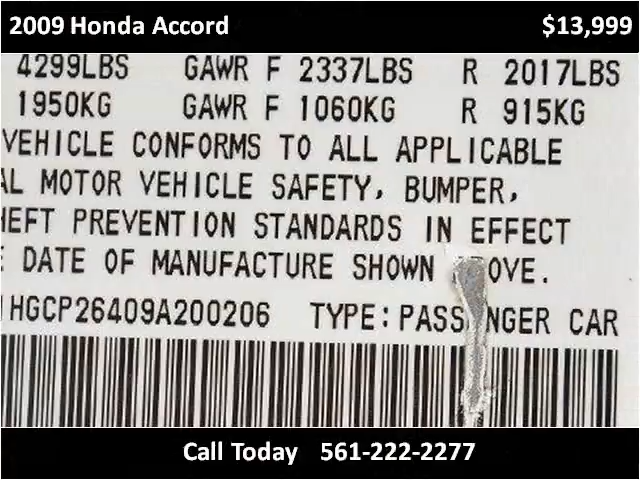 2009 Honda Accord $13,999
4299LBS GAWR F 2337LBS R 2017LBS
1950KG GAWR F 1060KG R 915KG
VEHICLE CONFORMS TO ALL APPLICABLE
AL MOTOR VEHICLE SAFETY, BUMPER,
HEFT PREVENTION STANDARDS IN EFFECT
E DATE OF MANUFACTURE SHOWN OVE.
1HGCP26409A200206 TYPE: PASS NGER CAR
Call Today 561-222-2277